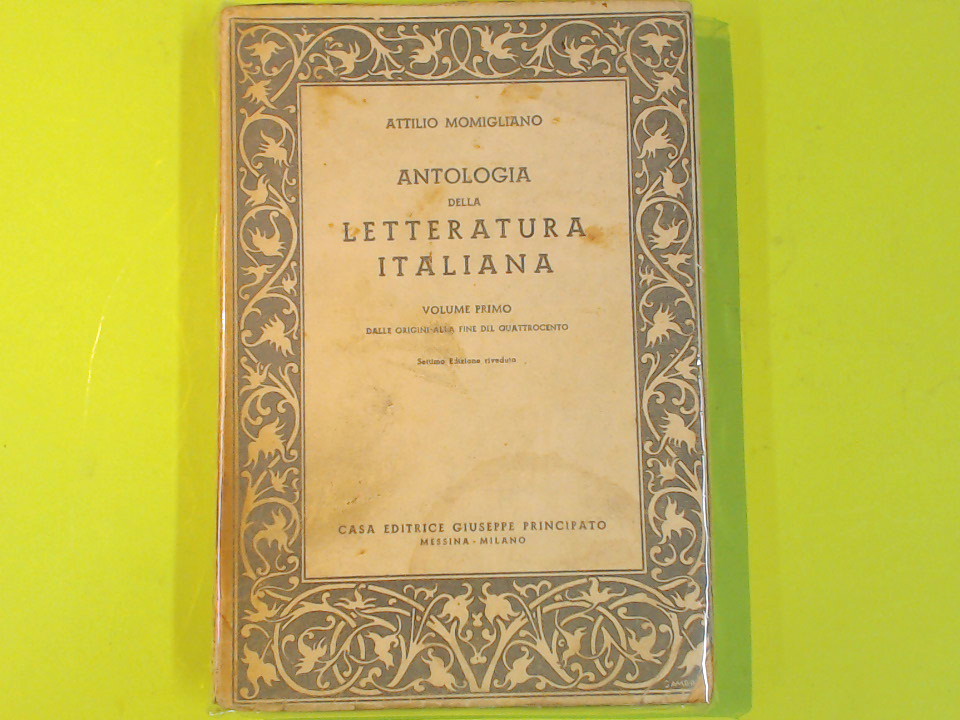 ATTILIO MOMIGLIANO
ANTOLOGIA
DELLA
LETTERATURA
ITALIANA
VOLUME PRIMO
DALLE ORIGINI ALLA FINE DEL QUATTROCENTO
Settima Edizione riveduta
CASA EDITRICE GIUSEPPE PRINCIPATO
MESSINA - MILANO